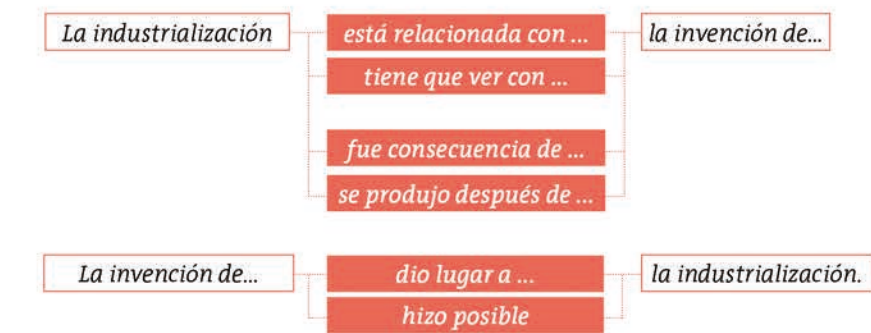 La industrialización está relacionada con ... la invención de...
tiene que ver con ...
fue consecuencia de ...
se produjo después de ...
La invención de... dio lugar a ... la industrialización.
hizo posible